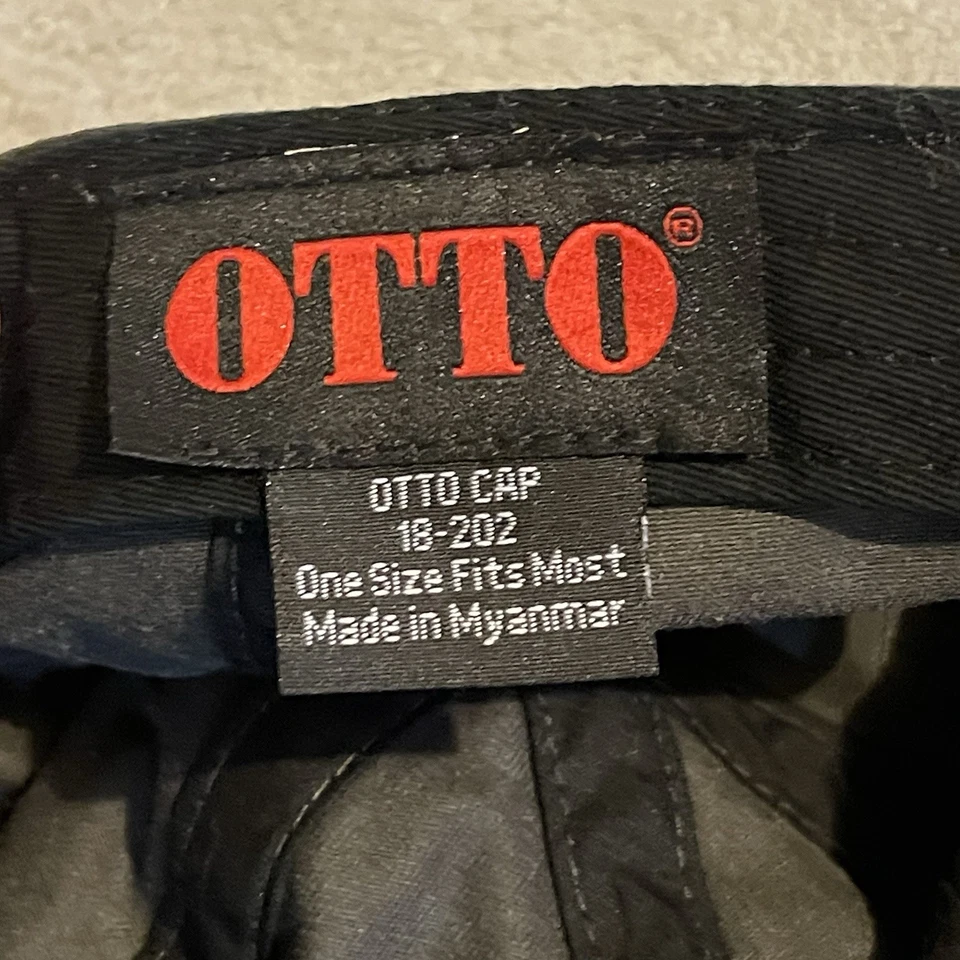 OTTO®
OTTO CAP
18-202
One Size Fits Most
Made in Myanmar